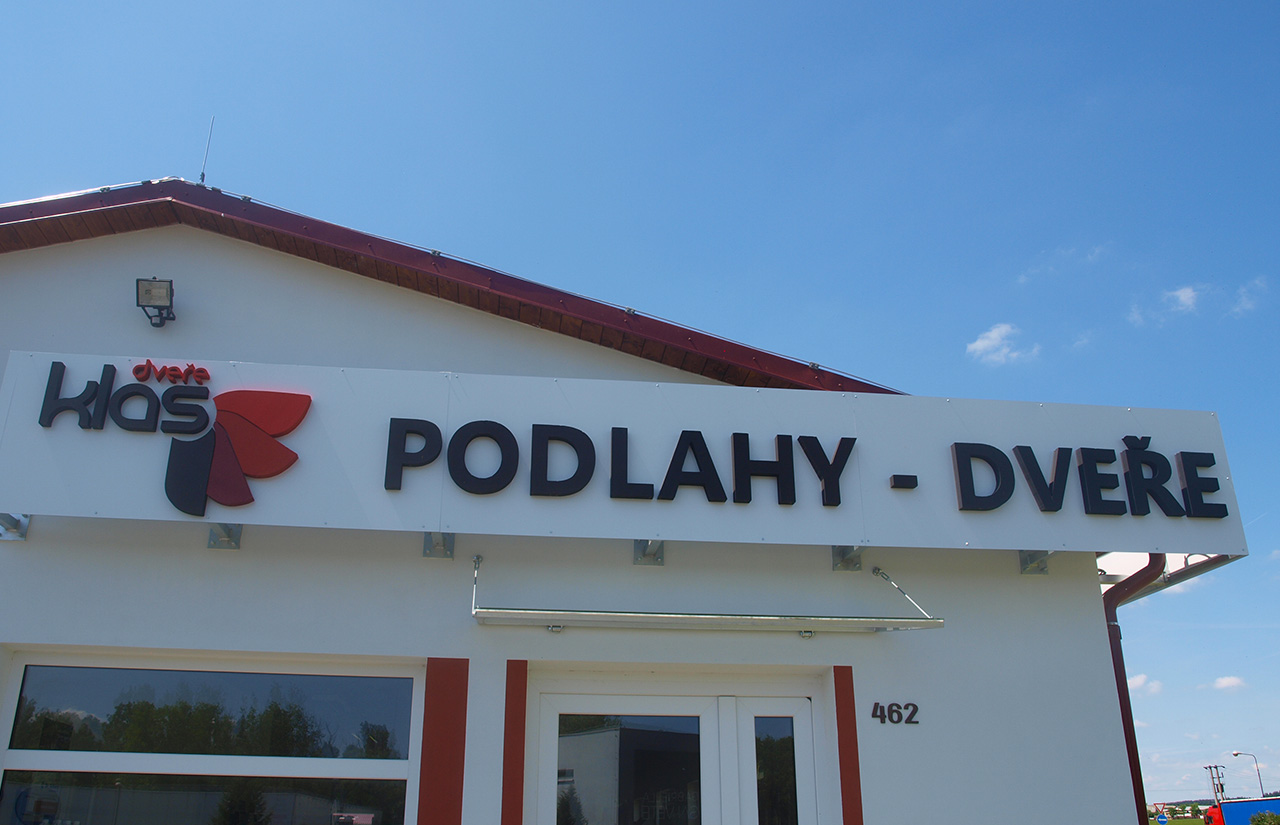 dveře
klas
PODLAHY - DVEŘE
462